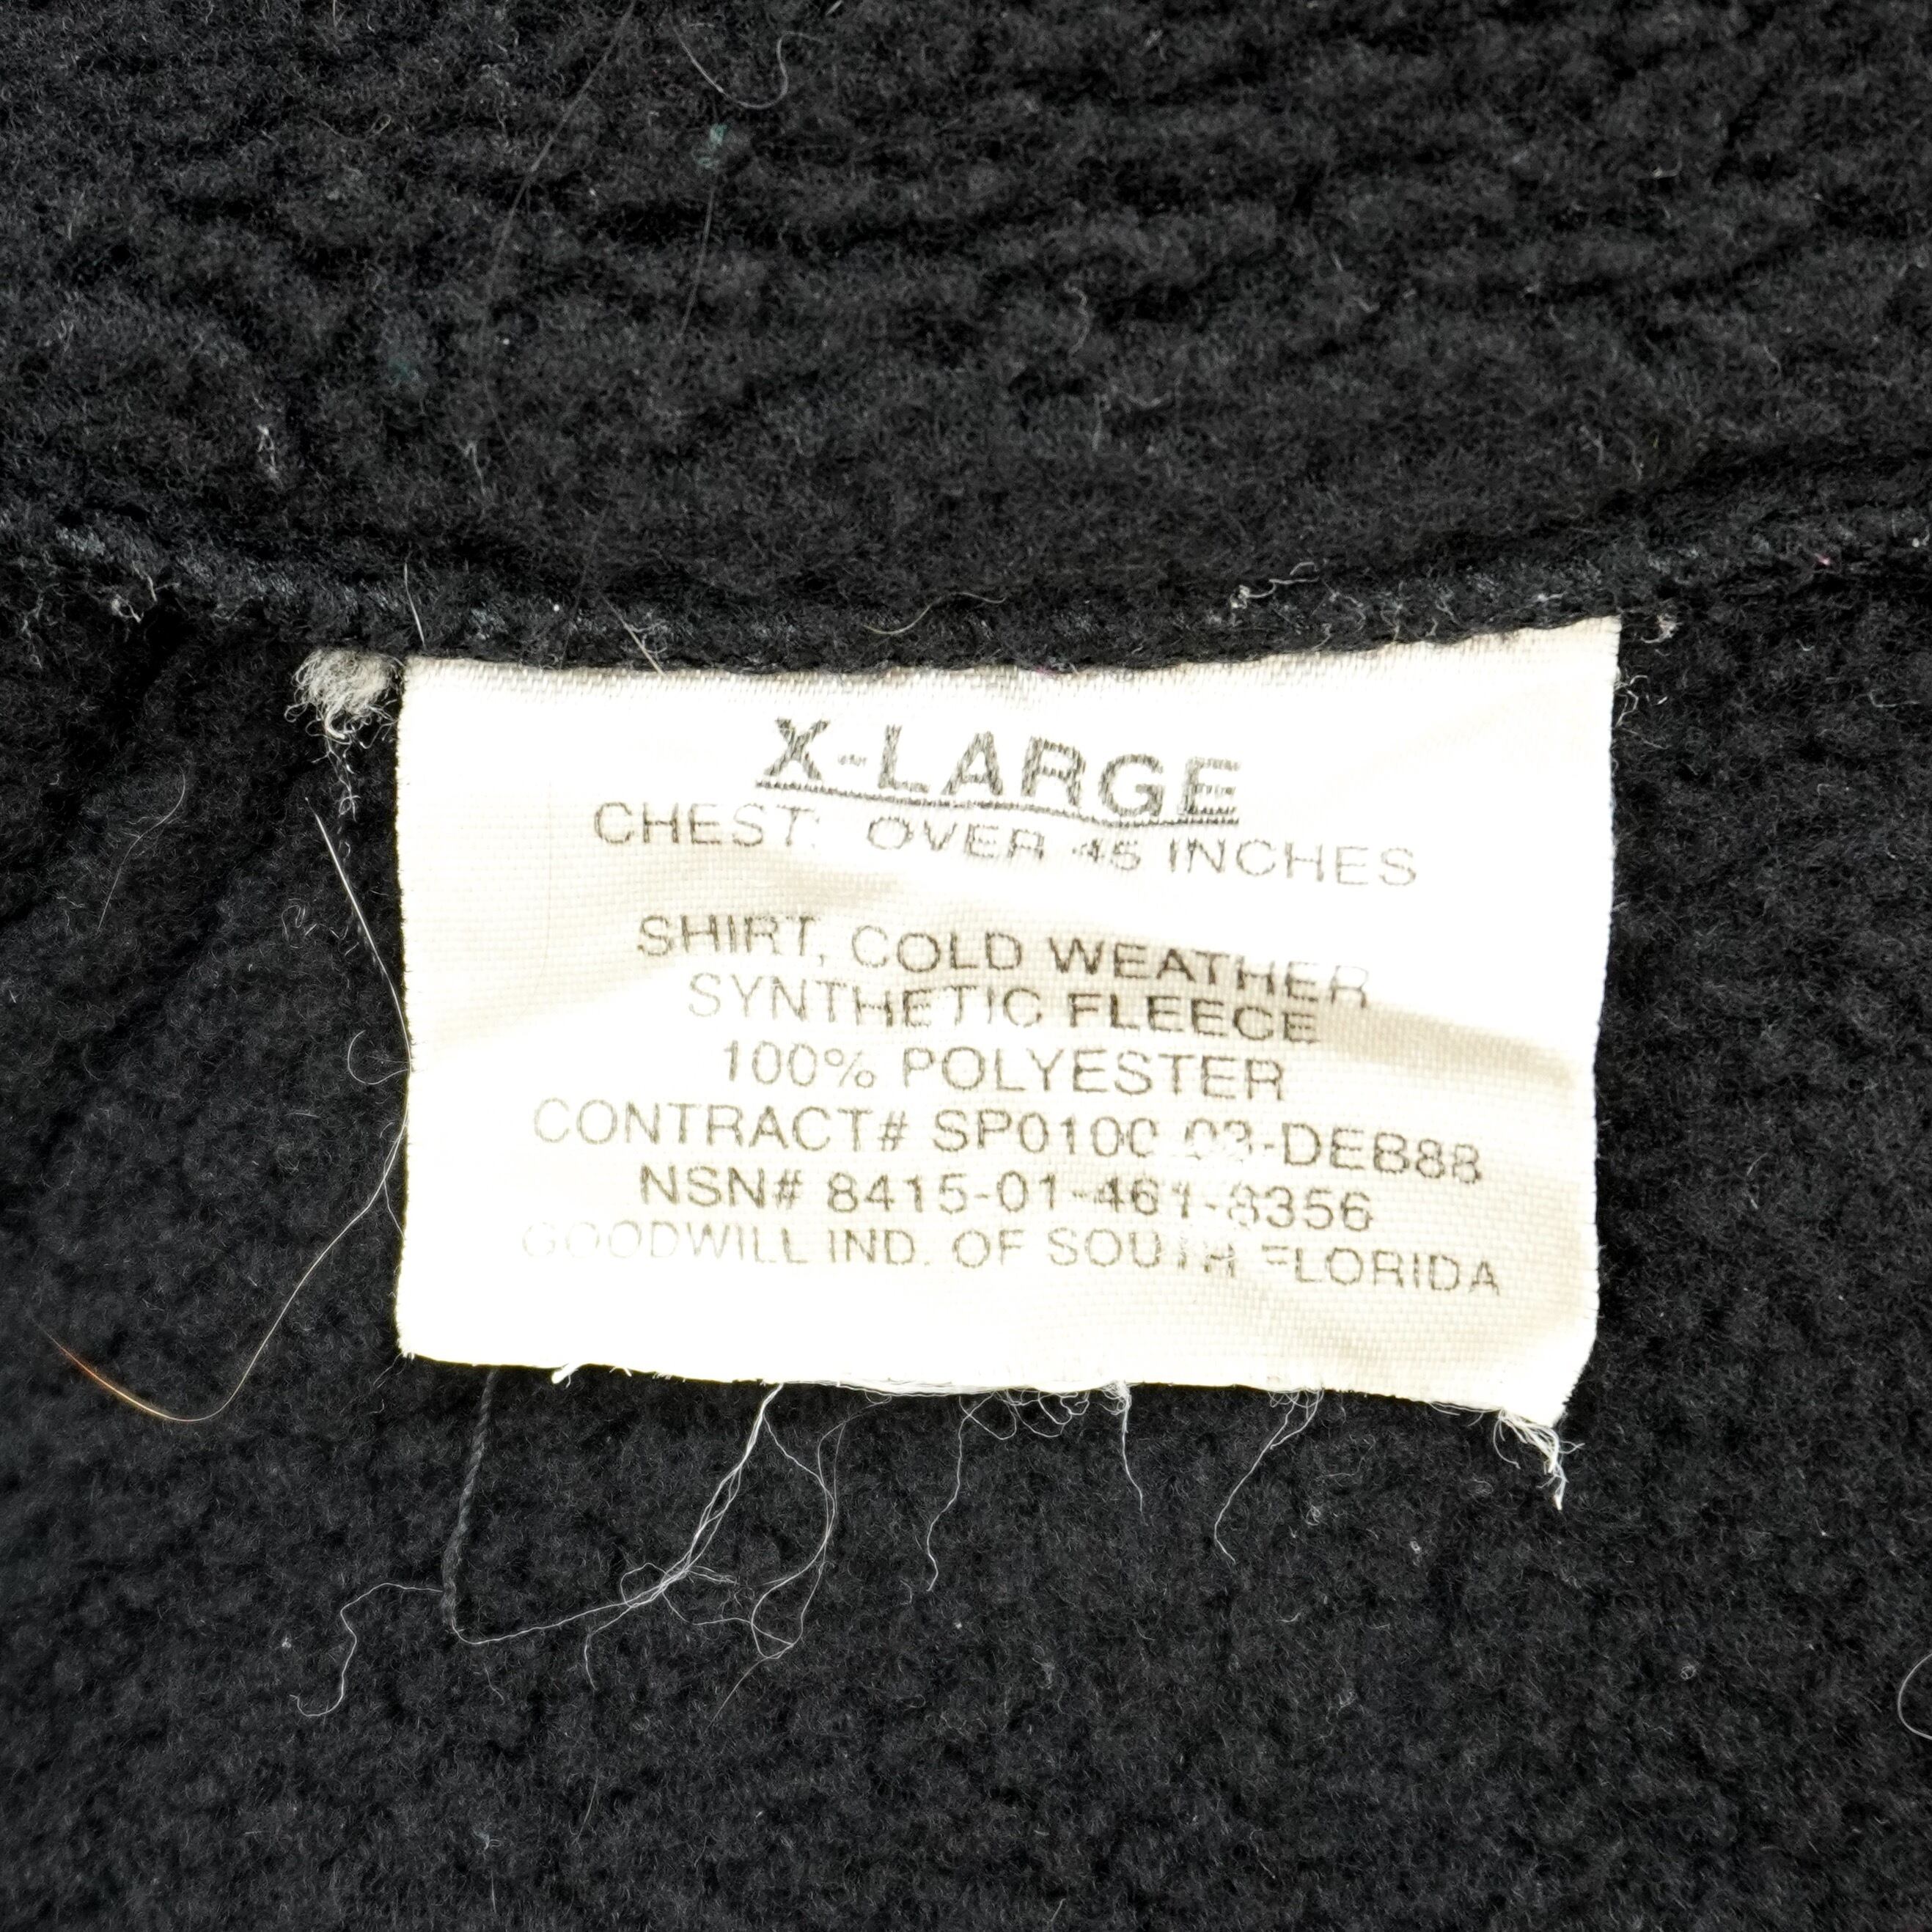 X-LARGE
CHEST: OVER 45 INCHES
SHIRT, COLD WEATHER
SYNTHETIC FLEECE
100% POLYESTER
CONTRACT# SP0100-03-DEB88
NSN# 8415-01-461-8356
GOODWILL IND. OF SOUTH FLORIDA